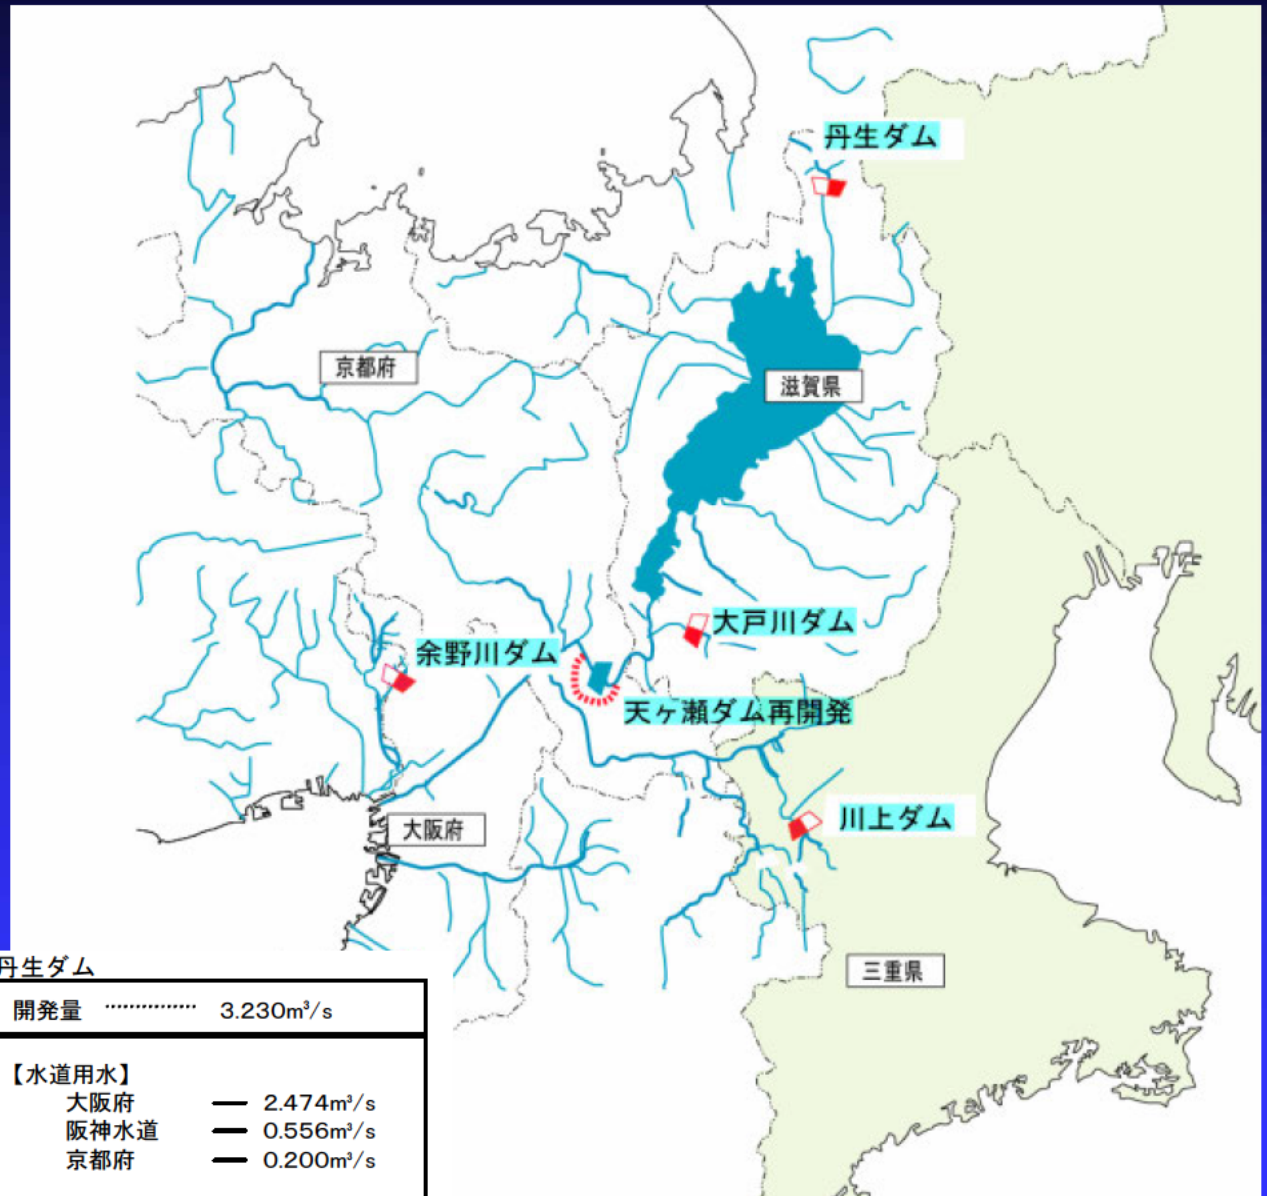 丹生ダム
京都府
滋賀県
大戸川ダム
余野川ダム
天ヶ瀬ダム再開発
大阪府
川上ダム
三重県
丹生ダム
開発量 ················ 3.230m³/s
【水道用水】
大阪府 ― 2.474m³/s
阪神水道 ― 0.556m³/s
京都府 ― 0.200m³/s